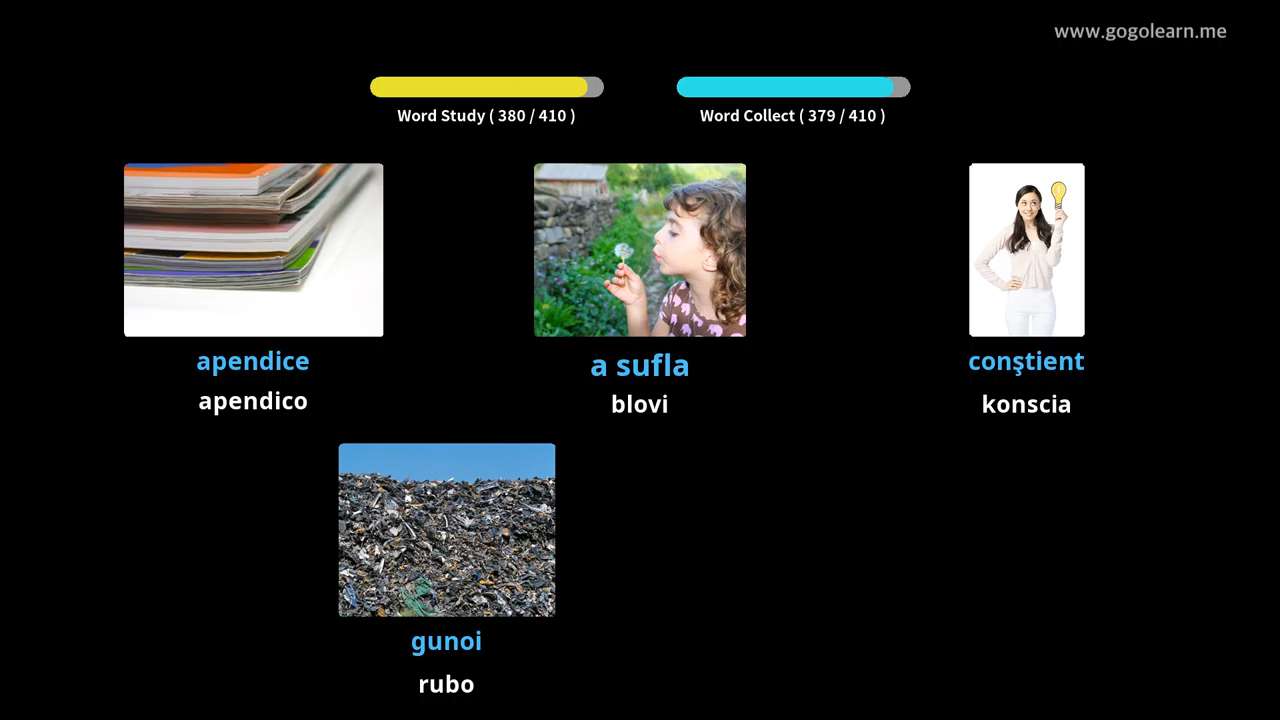 www.gogolearn.me
Word Study ( 380 / 410 )
Word Collect ( 379 / 410 )
apendice
apendico
a sufla
blovi
conştient
konscia
gunoi
rubo